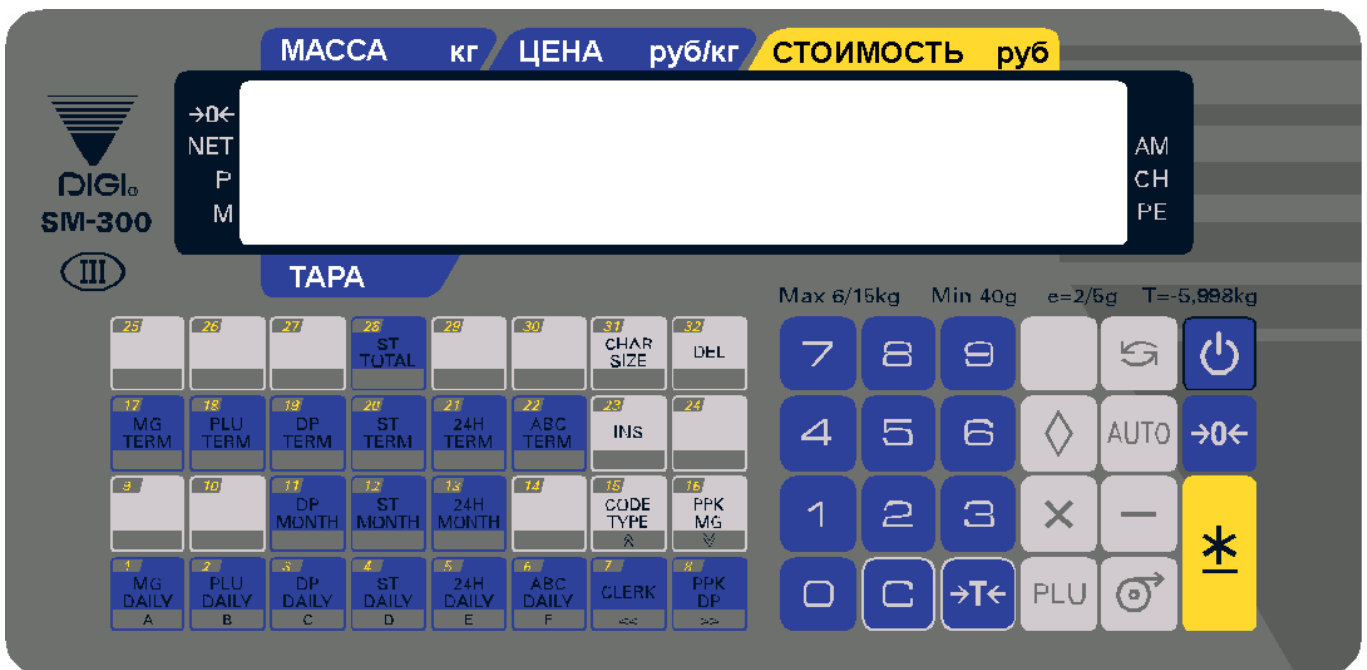 МАССА кг ЦЕНА руб/кг СТОИМОСТЬ руб
→0←
NET
P
M
AM
CH
PE
DIGI®
SM-300
III
ТАРА
Max 6/15kg Min 40g e=2/5g T=-5,998kg
25 26 27 28 ST TOTAL 29 30 31 CHAR SIZE 32 DEL
7 8 9
17 MG TERM 18 PLU TERM 19 DP TERM 20 ST TERM 21 24H TERM 22 ABC TERM 23 INS 24
4 5 6 ◊ AUTO →0←
9 10 11 DP MONTH 12 ST MONTH 13 24H MONTH 14 15 CODE TYPE 16 PPK MG
1 2 3 × — *
1 MG DAILY A 2 PLU DAILY B 3 DP DAILY C 4 ST DAILY D 5 24H DAILY E 6 ABC DAILY F 7 CLERK << 8 PPK DP >>
0 C →T← PLU